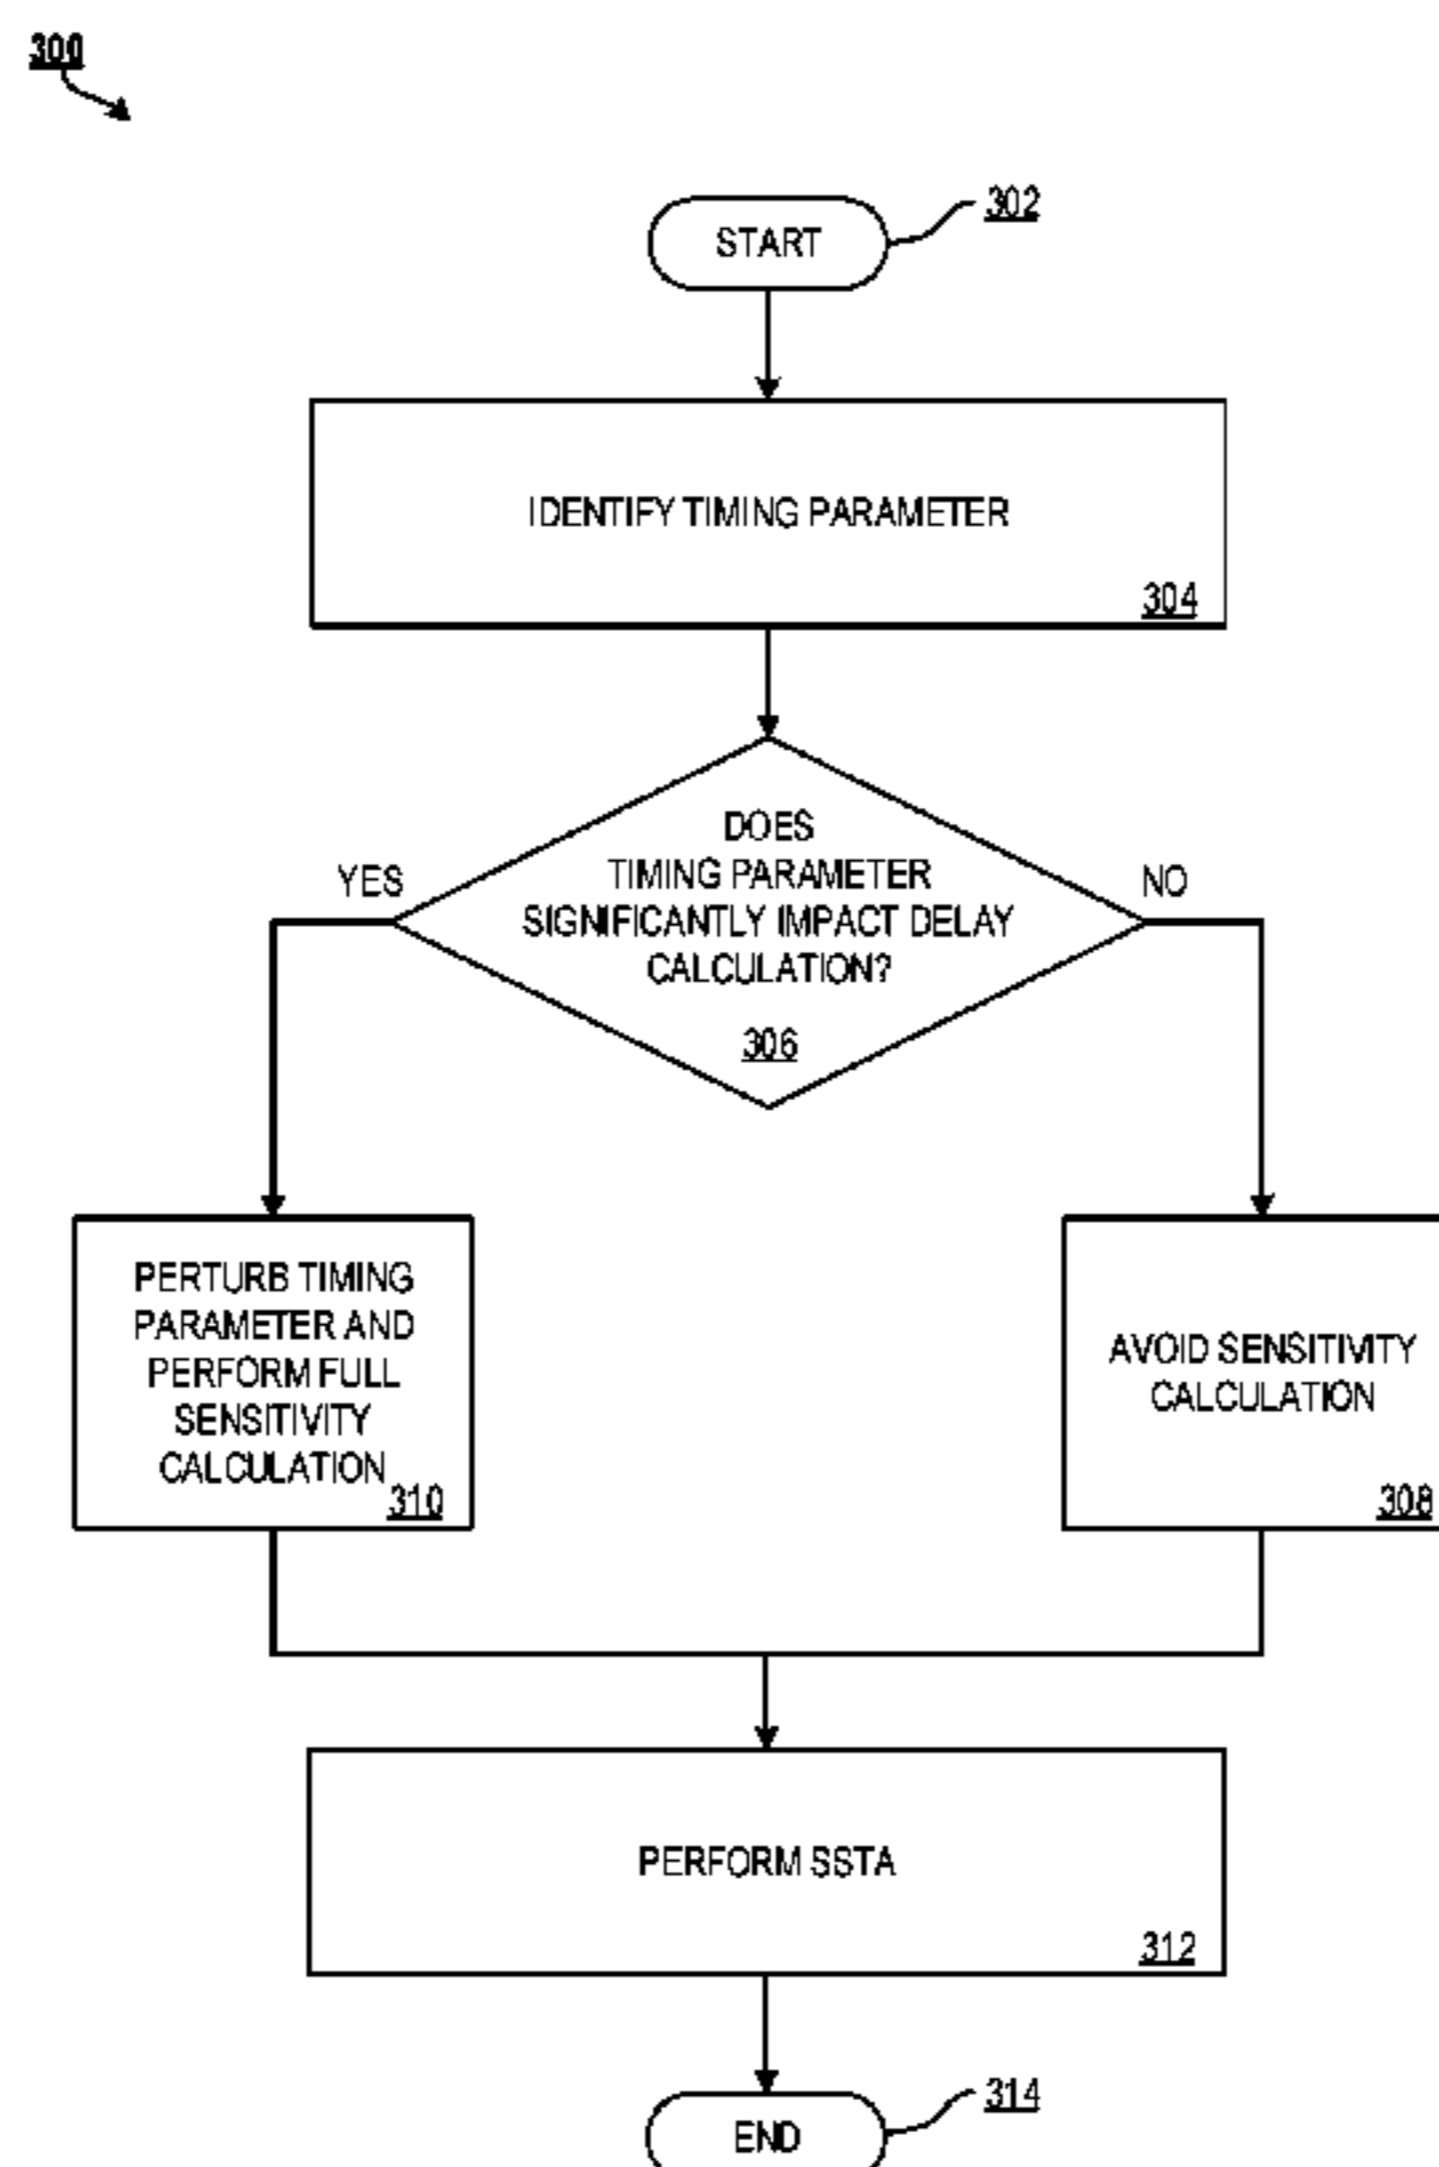 300
302
START
IDENTIFY TIMING PARAMETER
304
DOES
TIMING PARAMETER
SIGNIFICANTLY IMPACT DELAY
CALCULATION?
306
YES
NO
PERTURB TIMING
PARAMETER AND
PERFORM FULL
SENSITIVITY
CALCULATION
310
AVOID SENSITIVITY
CALCULATION
308
PERFORM SSTA
312
314
END